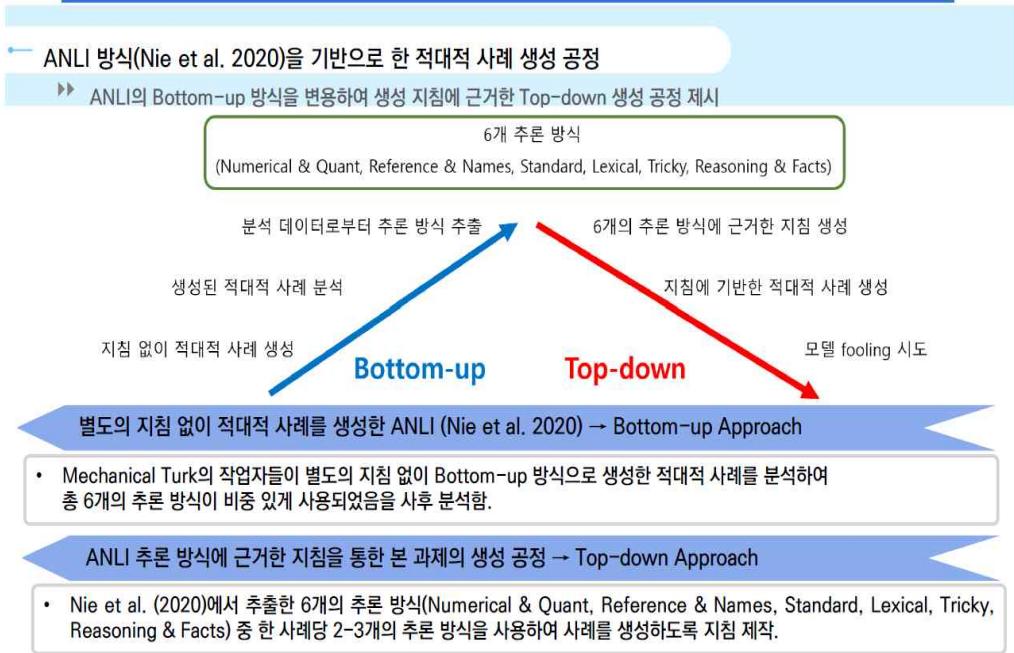 ANLI 방식(Nie et al. 2020)을 기반으로 한 적대적 사례 생성 공정
ANLI의 Bottom-up 방식을 변용하여 생성 지침에 근거한 Top-down 생성 공정 제시
6개 추론 방식
(Numerical & Quant, Reference & Names, Standard, Lexical, Tricky, Reasoning & Facts)
분석 데이터로부터 추론 방식 추출
6개의 추론 방식에 근거한 지침 생성
생성된 적대적 사례 분석
지침에 기반한 적대적 사례 생성
지침 없이 적대적 사례 생성
모델 fooling 시도
Bottom-up
Top-down
별도의 지침 없이 적대적 사례를 생성한 ANLI (Nie et al. 2020) → Bottom-up Approach
• Mechanical Turk의 작업자들이 별도의 지침 없이 Bottom-up 방식으로 생성한 적대적 사례를 분석하여
총 6개의 추론 방식이 비중 있게 사용되었음을 사후 분석함.
ANLI 추론 방식에 근거한 지침을 통한 본 과제의 생성 공정 → Top-down Approach
• Nie et al. (2020)에서 추출한 6개의 추론 방식(Numerical & Quant, Reference & Names, Standard, Lexical, Tricky,
Reasoning & Facts) 중 한 사례당 2-3개의 추론 방식을 사용하여 사례를 생성하도록 지침 제작.